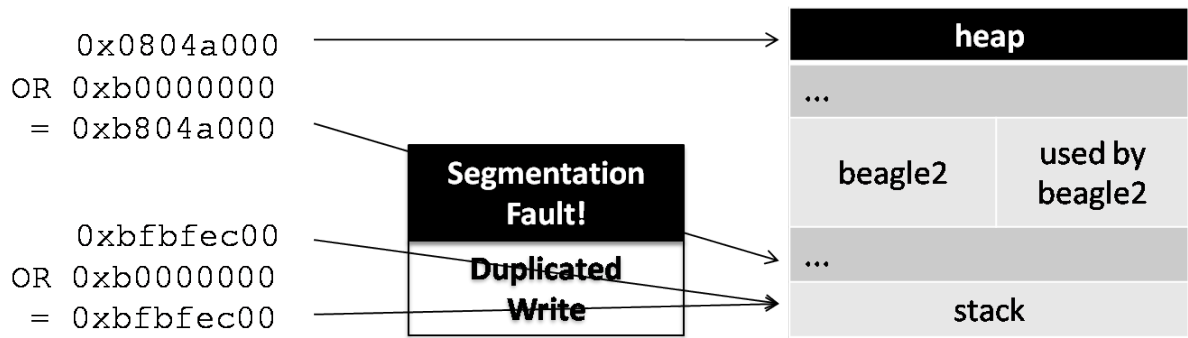 0x0804a000
OR 0xb0000000
= 0xb804a000
0xbfbfec00
OR 0xb0000000
= 0xbfbfec00
Segmentation
Fault!
Duplicated
Write
heap
...
beagle2
used by
beagle2
...
stack